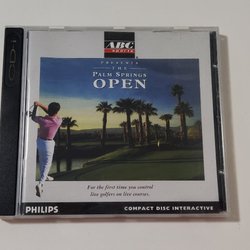 ABC
sports
PRESENTS
THE
PALM SPRINGS
OPEN
For the first time you control
live golfers on live courses.
PHILIPS
COMPACT DISC INTERACTIVE
CD-i